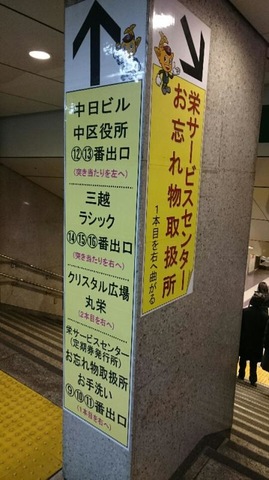 中日ビル
中区役所
⑫⑬番出口
(突き当たりを左へ)
三越
ラシック
⑭⑮⑯番出口
(突き当たりを右へ)
クリスタル広場
丸栄
(2本目を右へ)
栄サービスセンター
(定期券発行所)
お忘れ物取扱所
お手洗い
⑨⑩⑪番出口
(1本目を右へ)
栄サービスセンター
お忘れ物取扱所
1本目を右へ曲がる